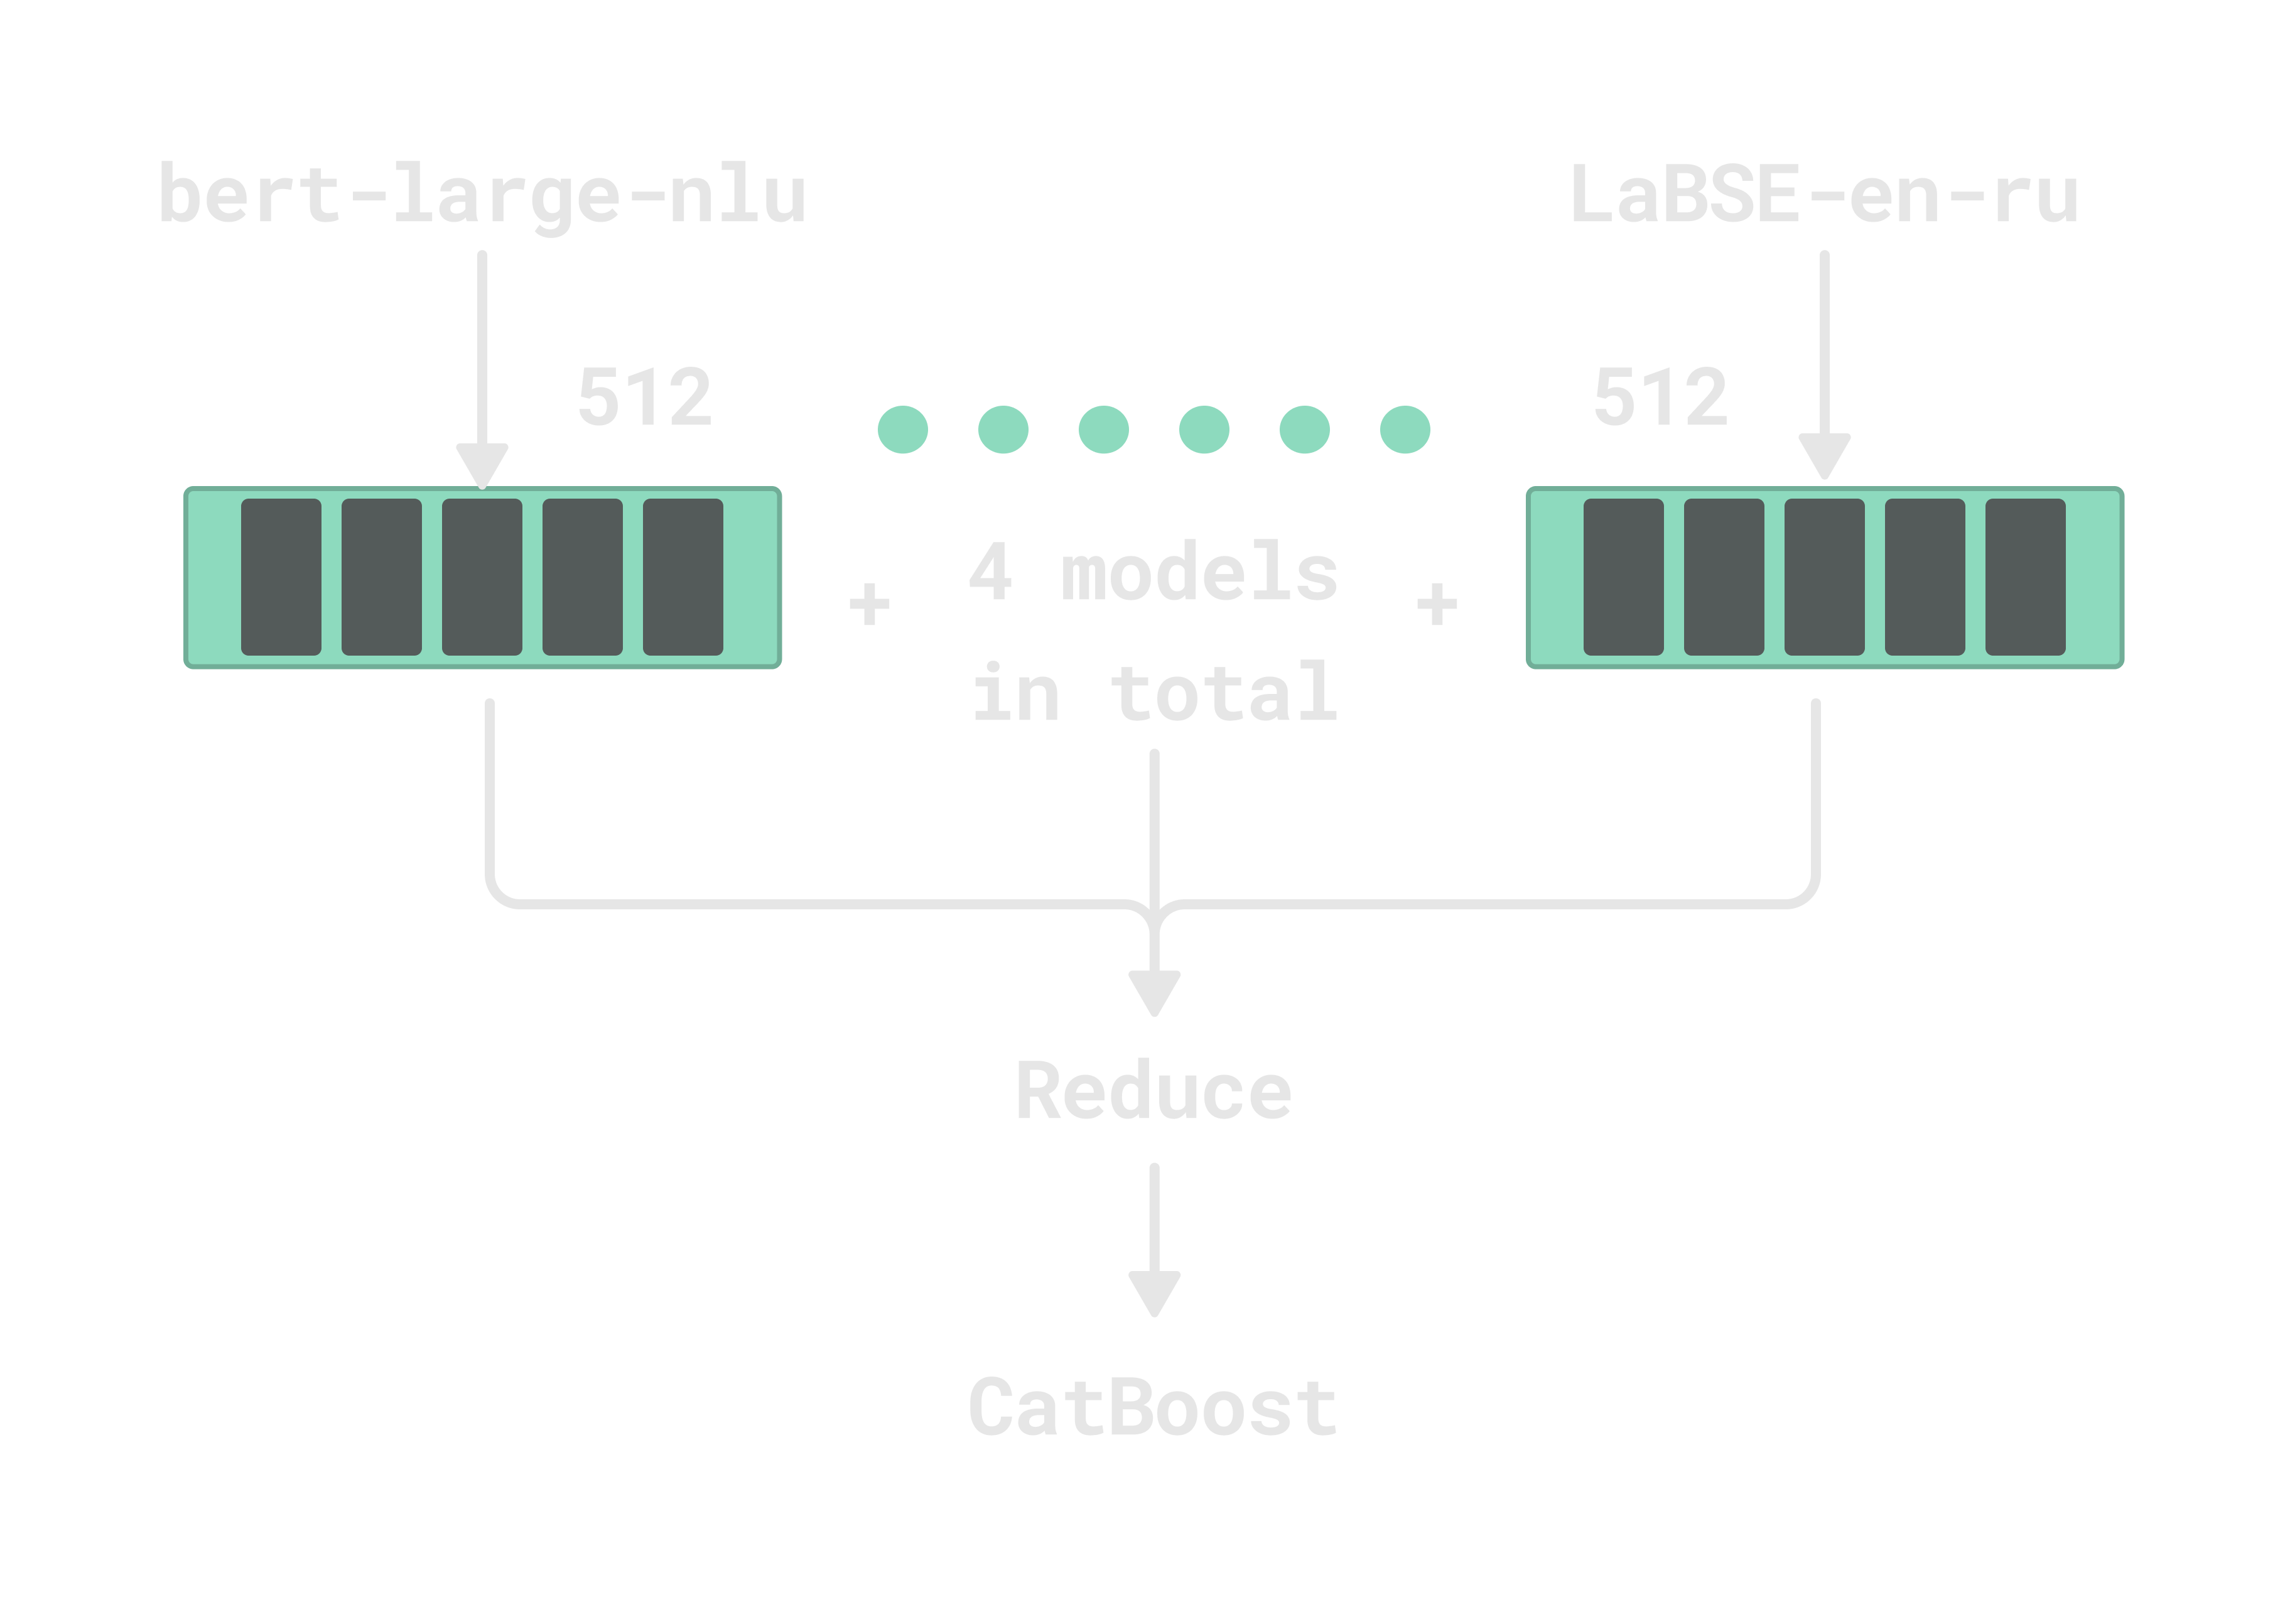 bert-large-nlu
LaBSE-en-ru
512
512
+
4 models
in total
+
Reduce
CatBoost